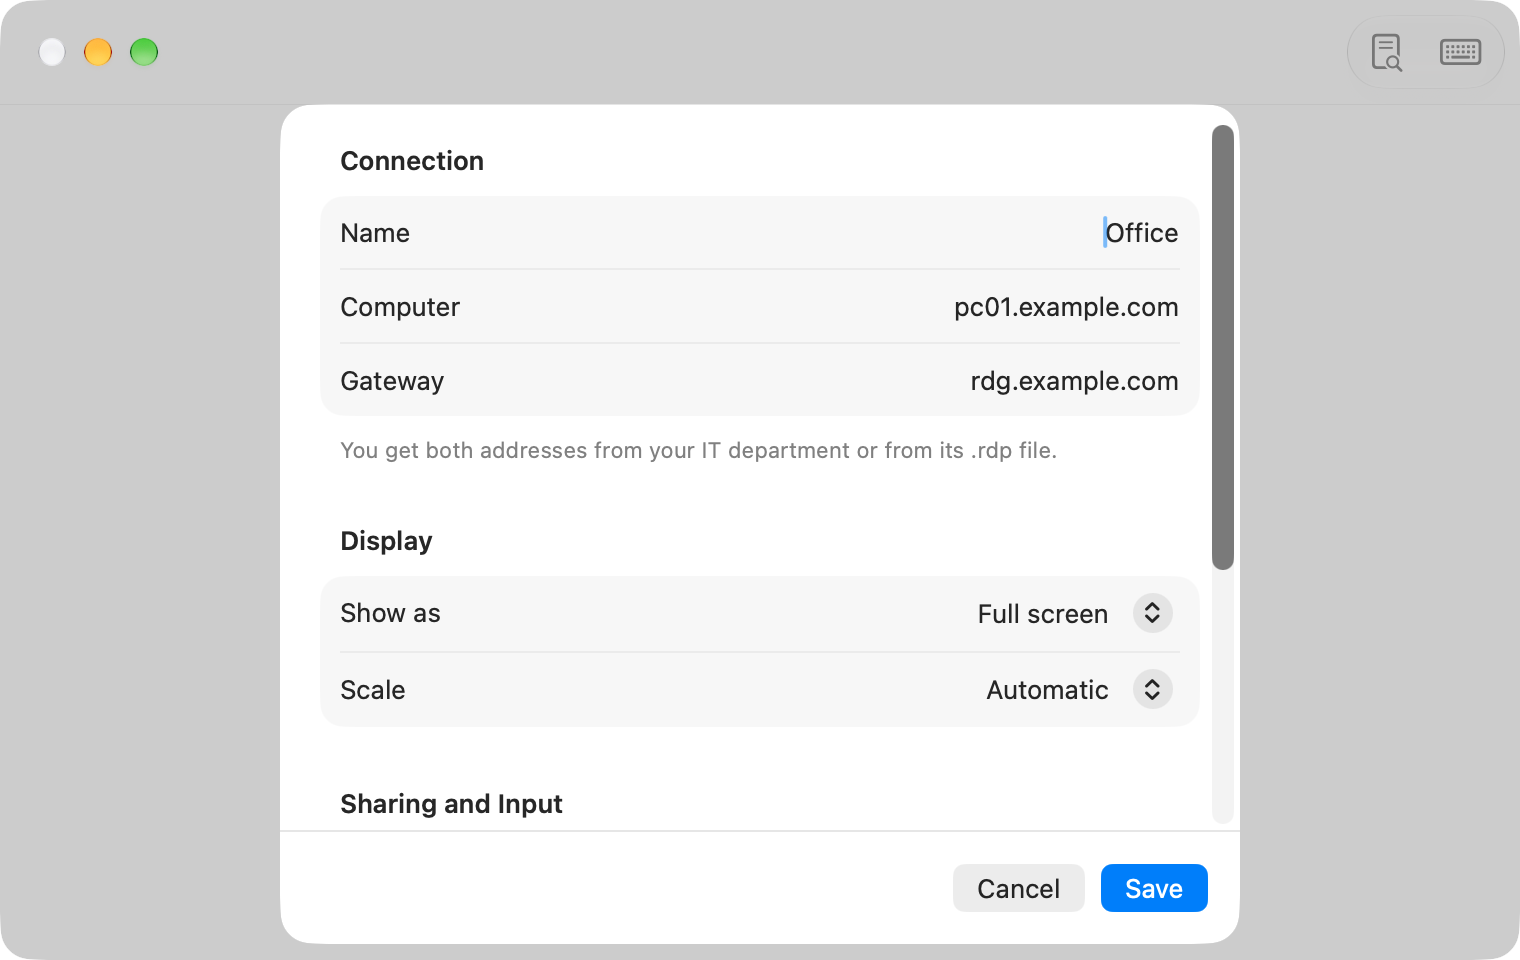 Connection
Name Office
Computer pc01.example.com
Gateway rdg.example.com
You get both addresses from your IT department or from its .rdp file.
Display
Show as Full screen
Scale Automatic
Sharing and Input
Cancel Save